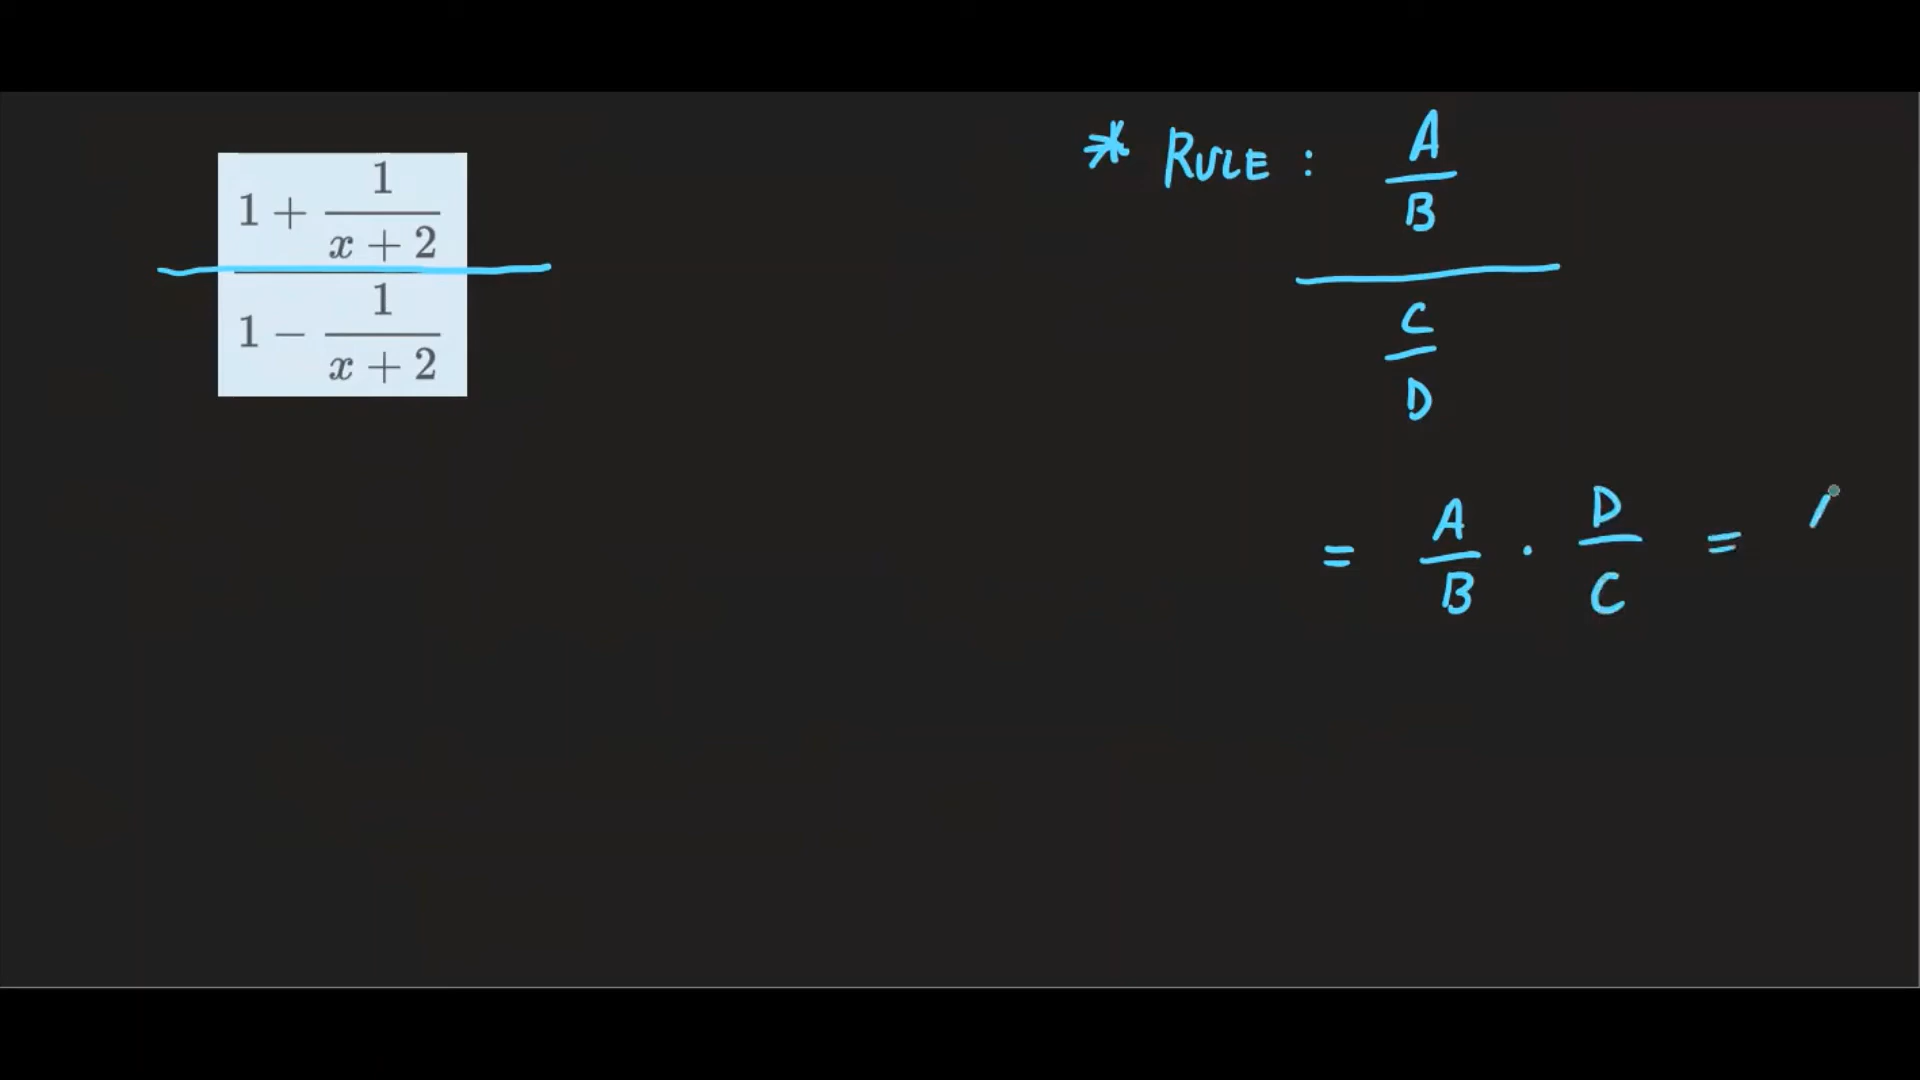 1 + 1/(x + 2)
1 − 1/(x + 2)
* RULE : A/B
C/D
= A/B · D/C =